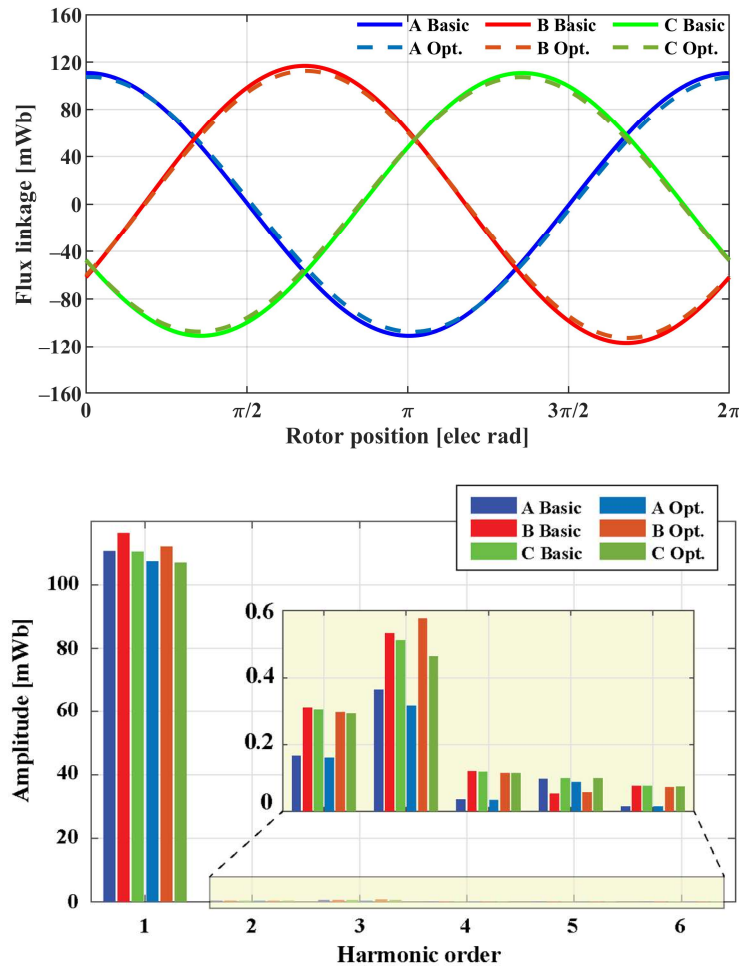 A Basic B Basic C Basic
A Opt. B Opt. C Opt.
160
120
80
40
0
−40
−80
−120
−160
Flux linkage [mWb]
0 π/2 π 3π/2 2π
Rotor position [elec rad]
A Basic A Opt.
B Basic B Opt.
C Basic C Opt.
100
80
60
40
20
0
Amplitude [mWb]
0.6
0.4
0.2
0
1 2 3 4 5 6
Harmonic order